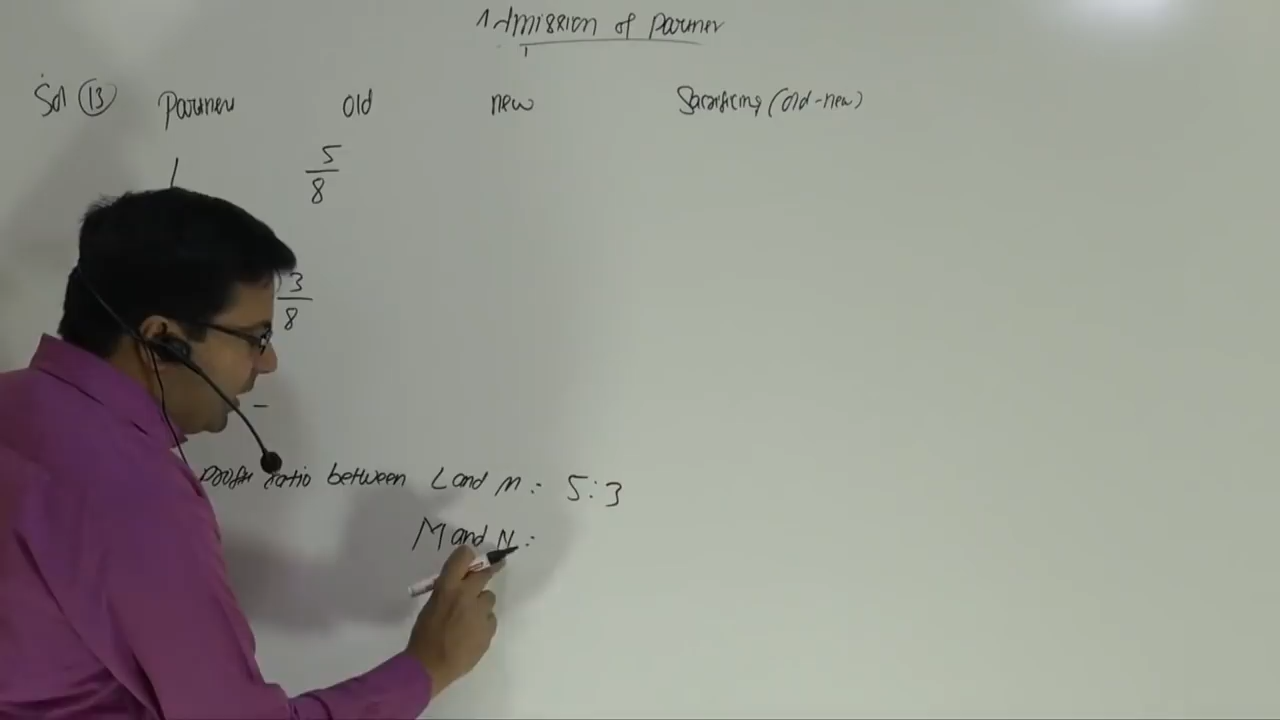 Admission of Partner
Sol (13) Partner old new Sacrificing (old-new)
L 5/8
3/8
-
Profit ratio between L and M: 5:3
M and N: